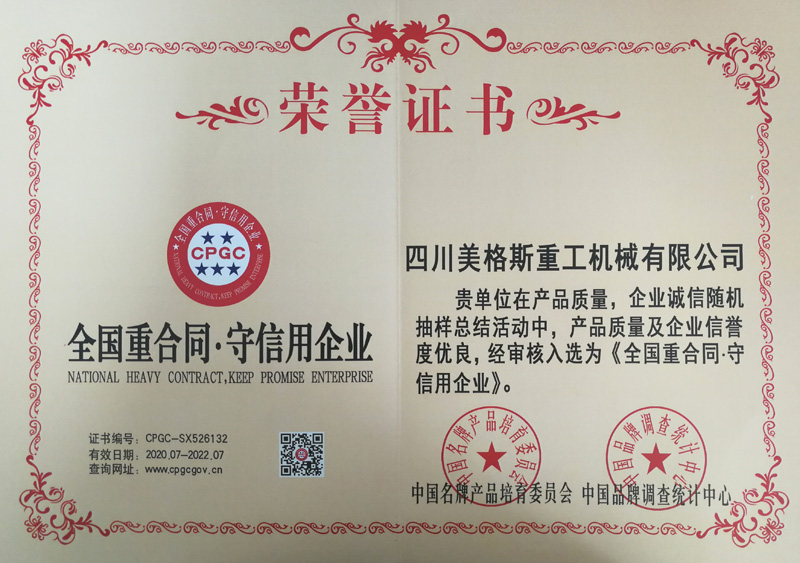 荣誉证书
全国重合同·守信用企业
CPGC
NATIONAL HEAVY CONTRACT,KEEP PROMISE ENTERPRISE
全国重合同·守信用企业
NATIONAL HEAVY CONTRACT,KEEP PROMISE ENTERPRISE
证书编号：CPGC-SX526132
有效日期：2020.07-2022.07
查询网址：www.cpgcgov.cn
四川美格斯重工机械有限公司
贵单位在产品质量，企业诚信随机
抽样总结活动中，产品质量及企业信誉
度优良，经审核入选为《全国重合同·守
信用企业》。
中国名牌产品培育委员会
中国品牌调查统计中心
中国名牌产品培育委员会 中国品牌调查统计中心